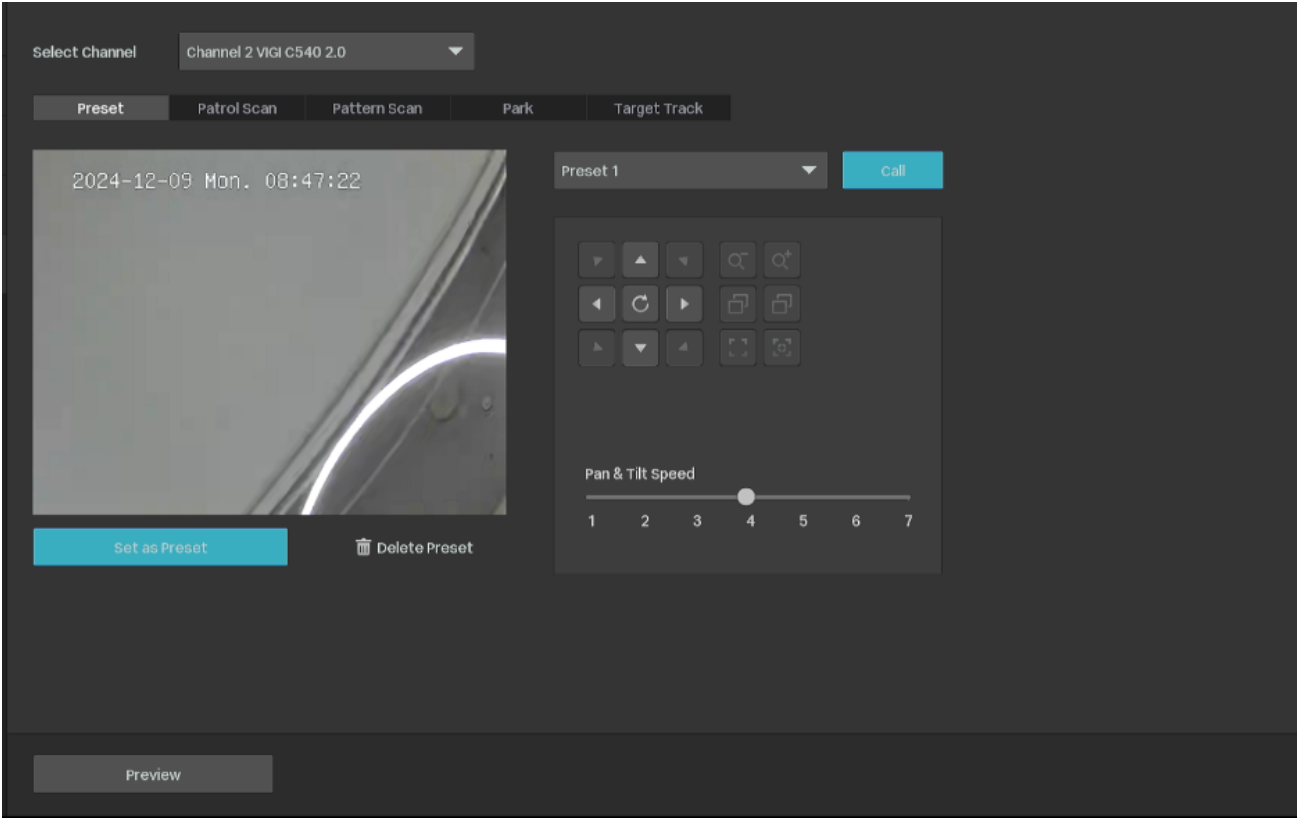 Select Channel Channel 2 VIGI C540 2.0
Preset Patrol Scan Pattern Scan Park Target Track
2024-12-09 Mon. 08:47:22
Preset 1 Call
Pan & Tilt Speed
1 2 3 4 5 6 7
Set as Preset Delete Preset
Preview